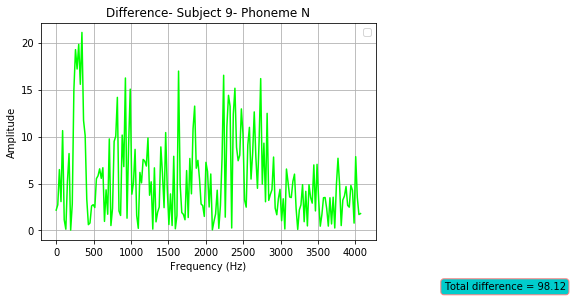 Difference- Subject 9- Phoneme N
Amplitude
20
15
10
5
0
0 500 1000 1500 2000 2500 3000 3500 4000
Frequency (Hz)
Total difference = 98.12